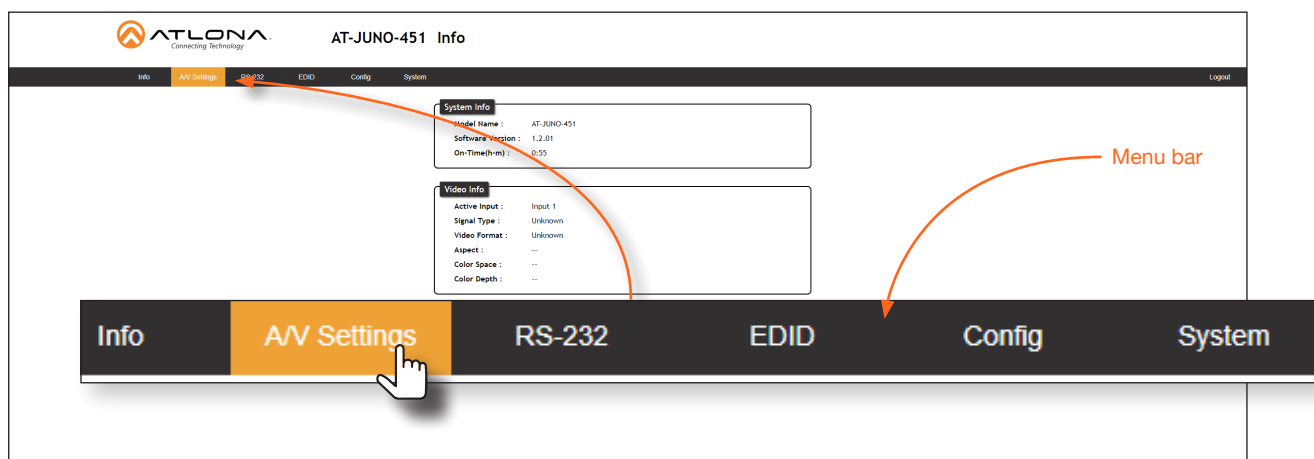 ATLONA.
Connecting Technology
AT-JUNO-451 Info
Info A/V Settings RS-232 EDID Config System Logout
System Info
Model Name : AT-JUNO-451
Software Version : 1.2.01
On-Time(h-m) : 0:55
Menu bar
Video Info
Active Input : Input 1
Signal Type : Unknown
Video Format : Unknown
Aspect : --
Color Space : --
Color Depth : --
Info A/V Settings RS-232 EDID Config System